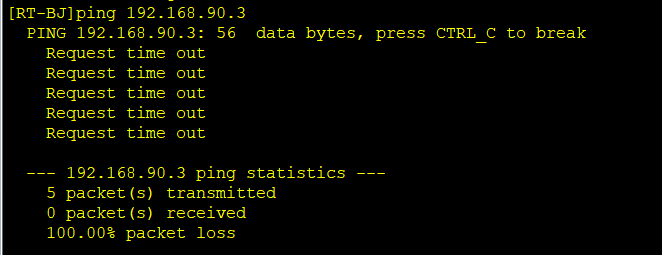 [RT-BJ]ping 192.168.90.3
PING 192.168.90.3: 56  data bytes, press CTRL_C to break
Request time out
Request time out
Request time out
Request time out
Request time out
--- 192.168.90.3 ping statistics ---
5 packet(s) transmitted
0 packet(s) received
100.00% packet loss